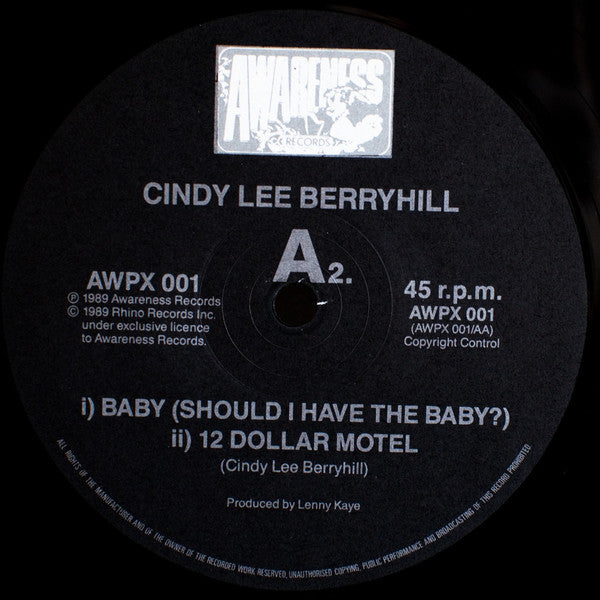 AWARENESS
RECORDS
CINDY LEE BERRYHILL
A2.
AWPX 001
℗ 1989 Awareness Records
© 1989 Rhino Records Inc.
under exclusive licence
to Awareness Records.
45 r.p.m.
AWPX 001
(AWPX 001/AA)
Copyright Control
i) BABY (SHOULD I HAVE THE BABY?)
ii) 12 DOLLAR MOTEL
(Cindy Lee Berryhill)
Produced by Lenny Kaye
ALL RIGHTS OF THE MANUFACTURER AND OF THE OWNER OF THE RECORDED WORK RESERVED, UNAUTHORISED COPYING, PUBLIC PERFORMANCE AND BROADCASTING OF THIS RECORD PROHIBITED